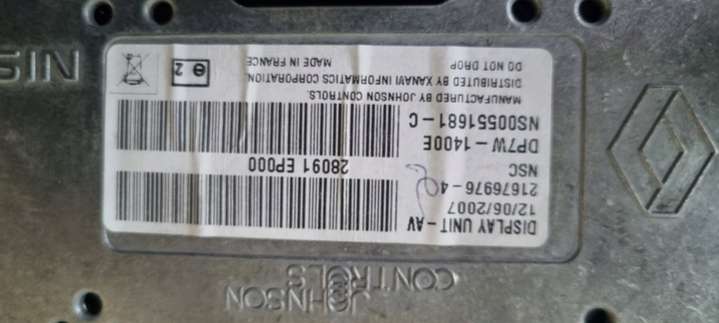 DISPLAY UNIT-AV
12/06/2007
21676976-4
NSC
28091 EP000
DP7W-1400E
NS00551681-C
MANUFACTURED BY JOHNSON CONTROLS.
DISTRIBUTED BY XANAVI INFORMATICS CORPORATION.
MADE IN FRANCE
DO NOT DROP
e 2
JOHNSON
CONTROLS